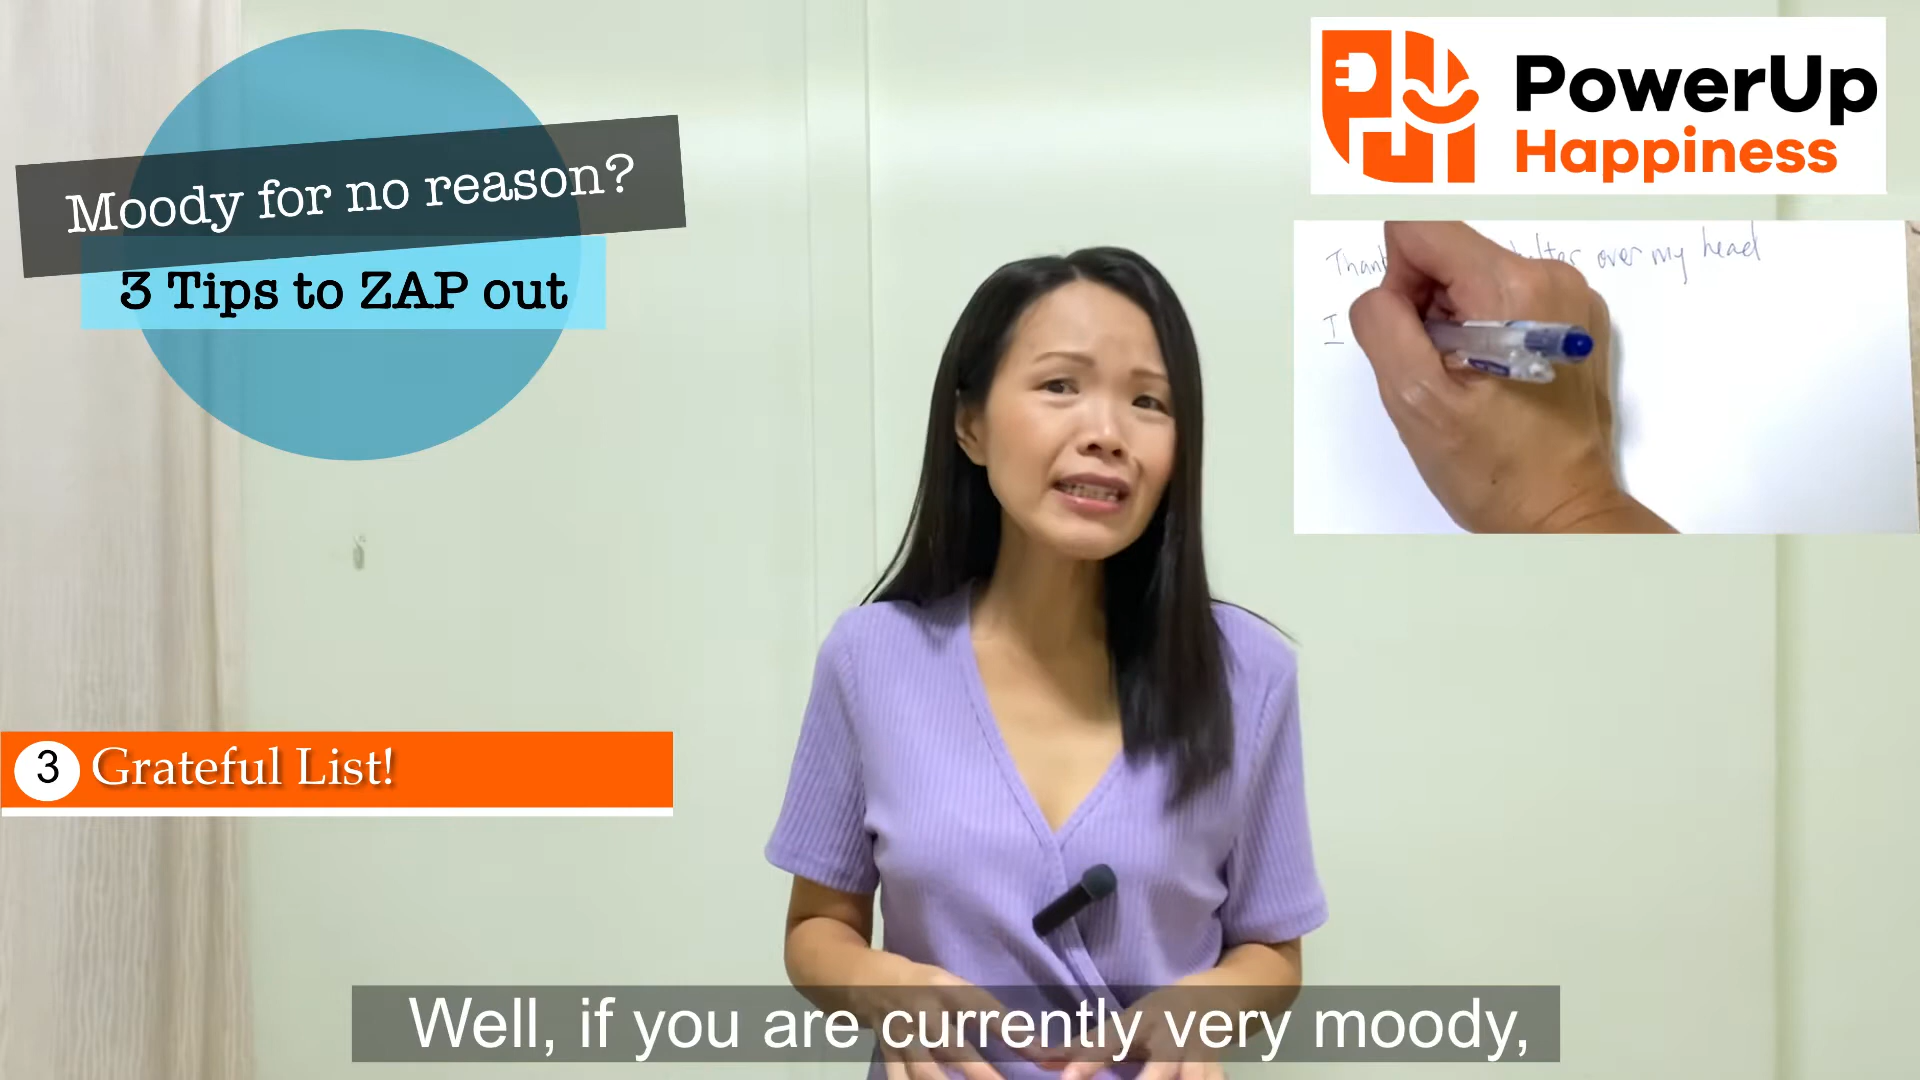 Moody for no reason?
3 Tips to ZAP out
PowerUp
Happiness
Thank over my head
I
3 Grateful List!
Well, if you are currently very moody,